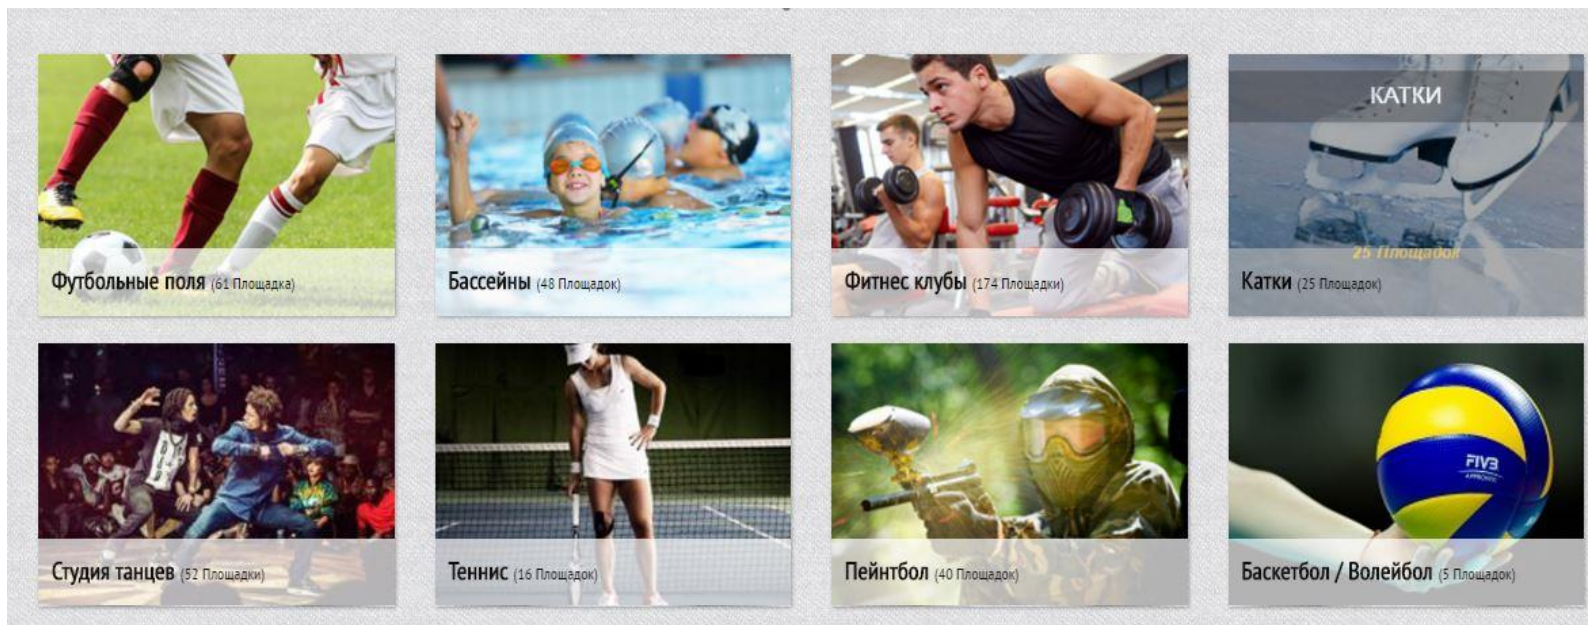 КАТКИ
25 Площадок
Футбольные поля (61 Площадка)
Бассейны (48 Площадок)
Фитнес клубы (174 Площадки)
Катки (25 Площадок)
FIVB
APPROVED
Студия танцев (52 Площадки)
Теннис (16 Площадок)
Пейнтбол (40 Площадок)
Баскетбол / Волейбол (5 Площадок)